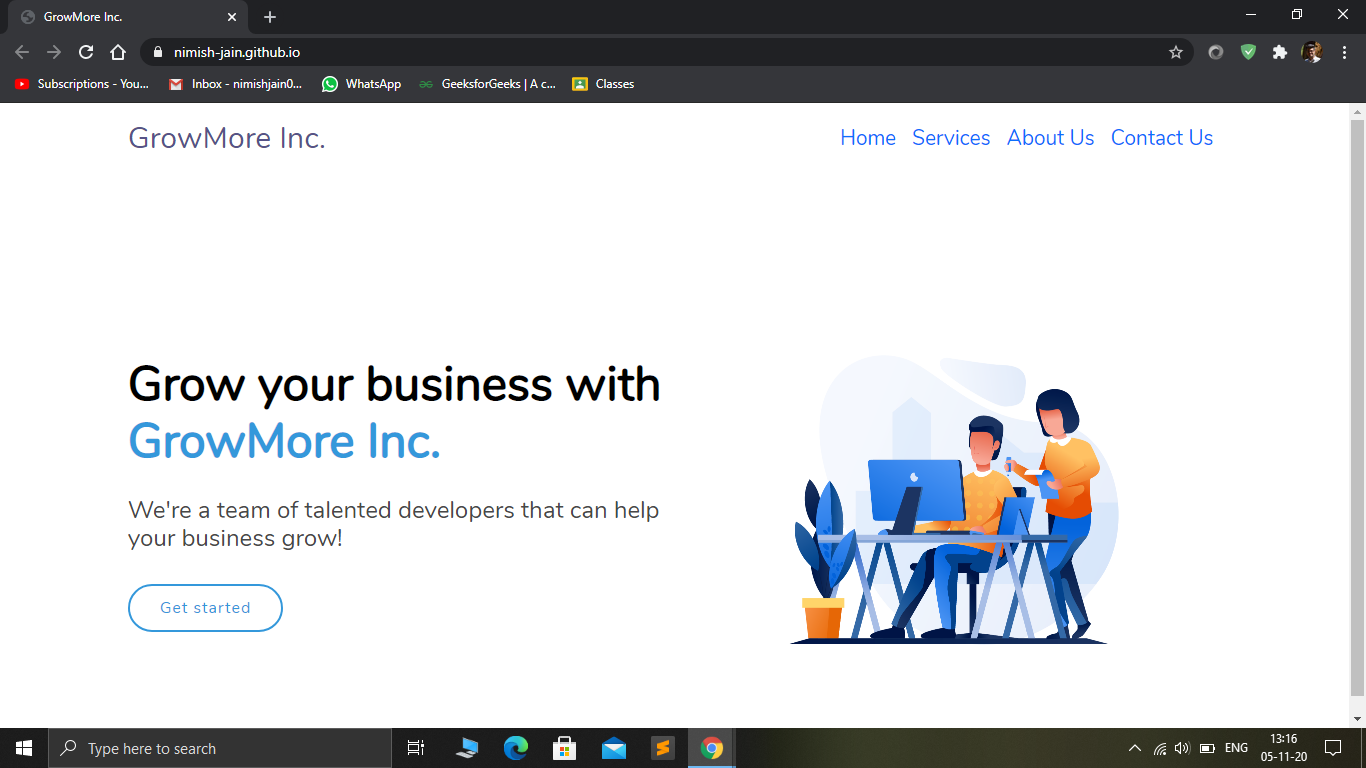 GrowMore Inc.
nimish-jain.github.io
Subscriptions - You...
Inbox - nimishjain0...
WhatsApp
GeeksforGeeks | A c...
Classes
GrowMore Inc.
Home Services About Us Contact Us
Grow your business with
GrowMore Inc.
We're a team of talented developers that can help
your business grow!
Get started
Type here to search
ENG
13:16
05-11-20